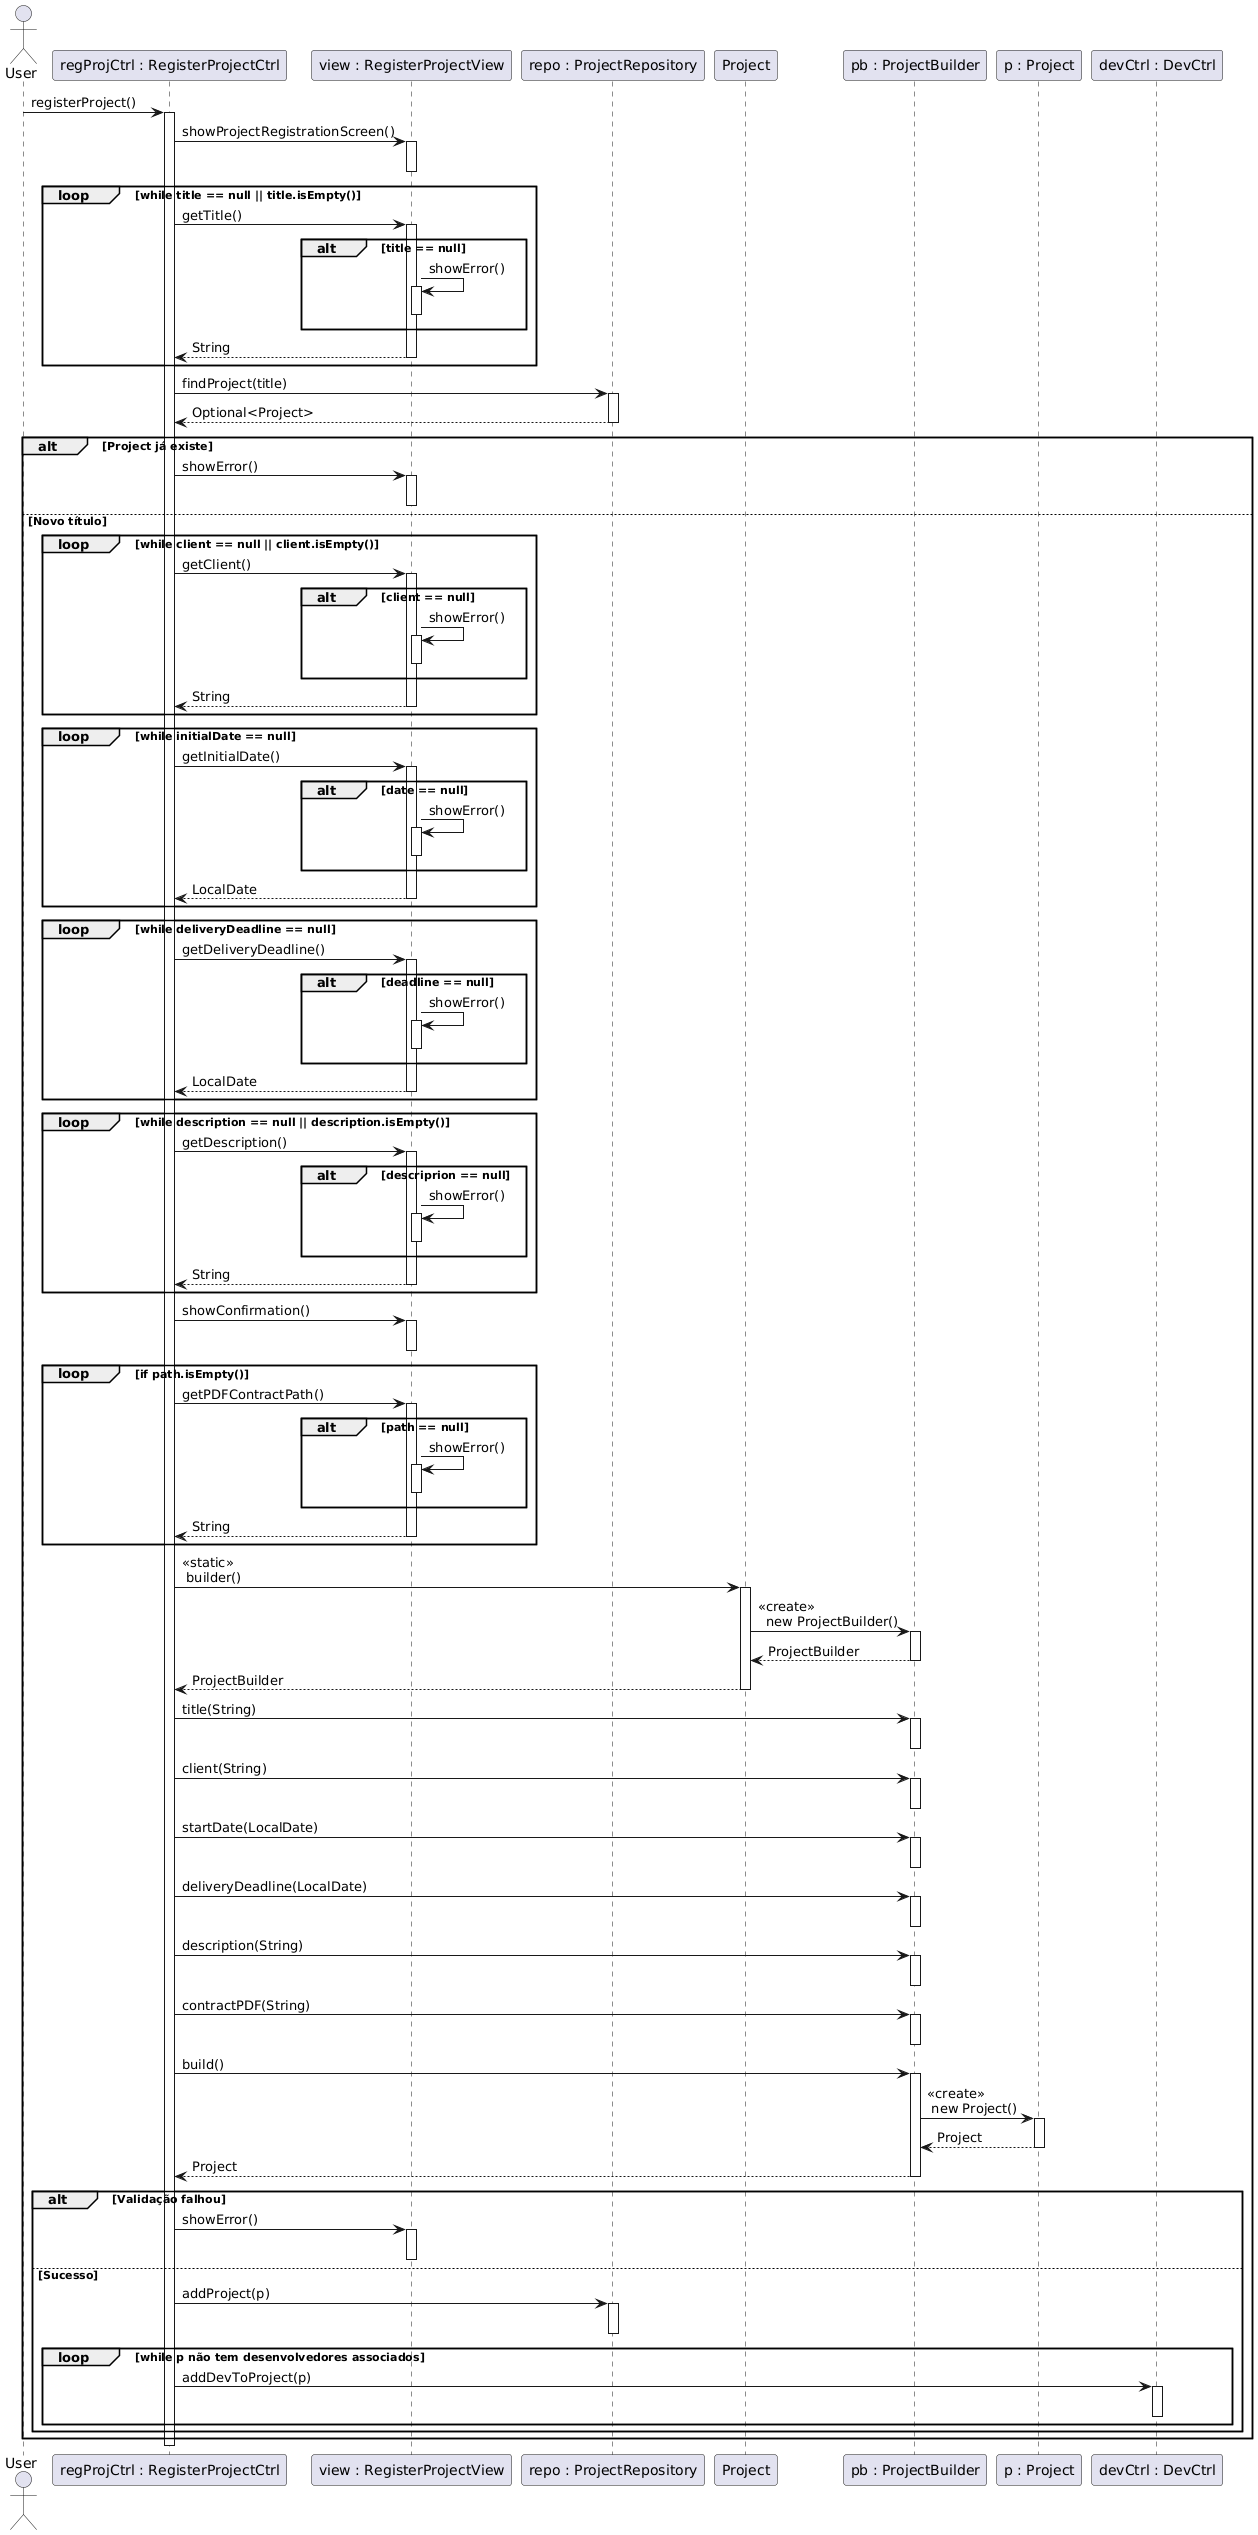 User
regProjCtrl : RegisterProjectCtrl
view : RegisterProjectView
repo : ProjectRepository
Project
pb : ProjectBuilder
p : Project
devCtrl : DevCtrl
registerProject()
showProjectRegistrationScreen()
loop
[while title == null || title.isEmpty()]
getTitle()
alt
[title == null]
showError()
String
findProject(title)
Optional<Project>
alt
[Project já existe]
showError()
[Novo título]
loop
[while client == null || client.isEmpty()]
getClient()
alt
[client == null]
showError()
String
loop
[while initialDate == null]
getInitialDate()
alt
[date == null]
showError()
LocalDate
loop
[while deliveryDeadline == null]
getDeliveryDeadline()
alt
[deadline == null]
showError()
LocalDate
loop
[while description == null || description.isEmpty()]
getDescription()
alt
[descriprion == null]
showError()
String
showConfirmation()
loop
[if path.isEmpty()]
getPDFContractPath()
alt
[path == null]
showError()
String
«static»
builder()
«create»
new ProjectBuilder()
ProjectBuilder
ProjectBuilder
title(String)
client(String)
startDate(LocalDate)
deliveryDeadline(LocalDate)
description(String)
contractPDF(String)
build()
«create»
new Project()
Project
Project
alt
[Validação falhou]
showError()
[Sucesso]
addProject(p)
loop
[while p não tem desenvolvedores associados]
addDevToProject(p)
User
regProjCtrl : RegisterProjectCtrl
view : RegisterProjectView
repo : ProjectRepository
Project
pb : ProjectBuilder
p : Project
devCtrl : DevCtrl